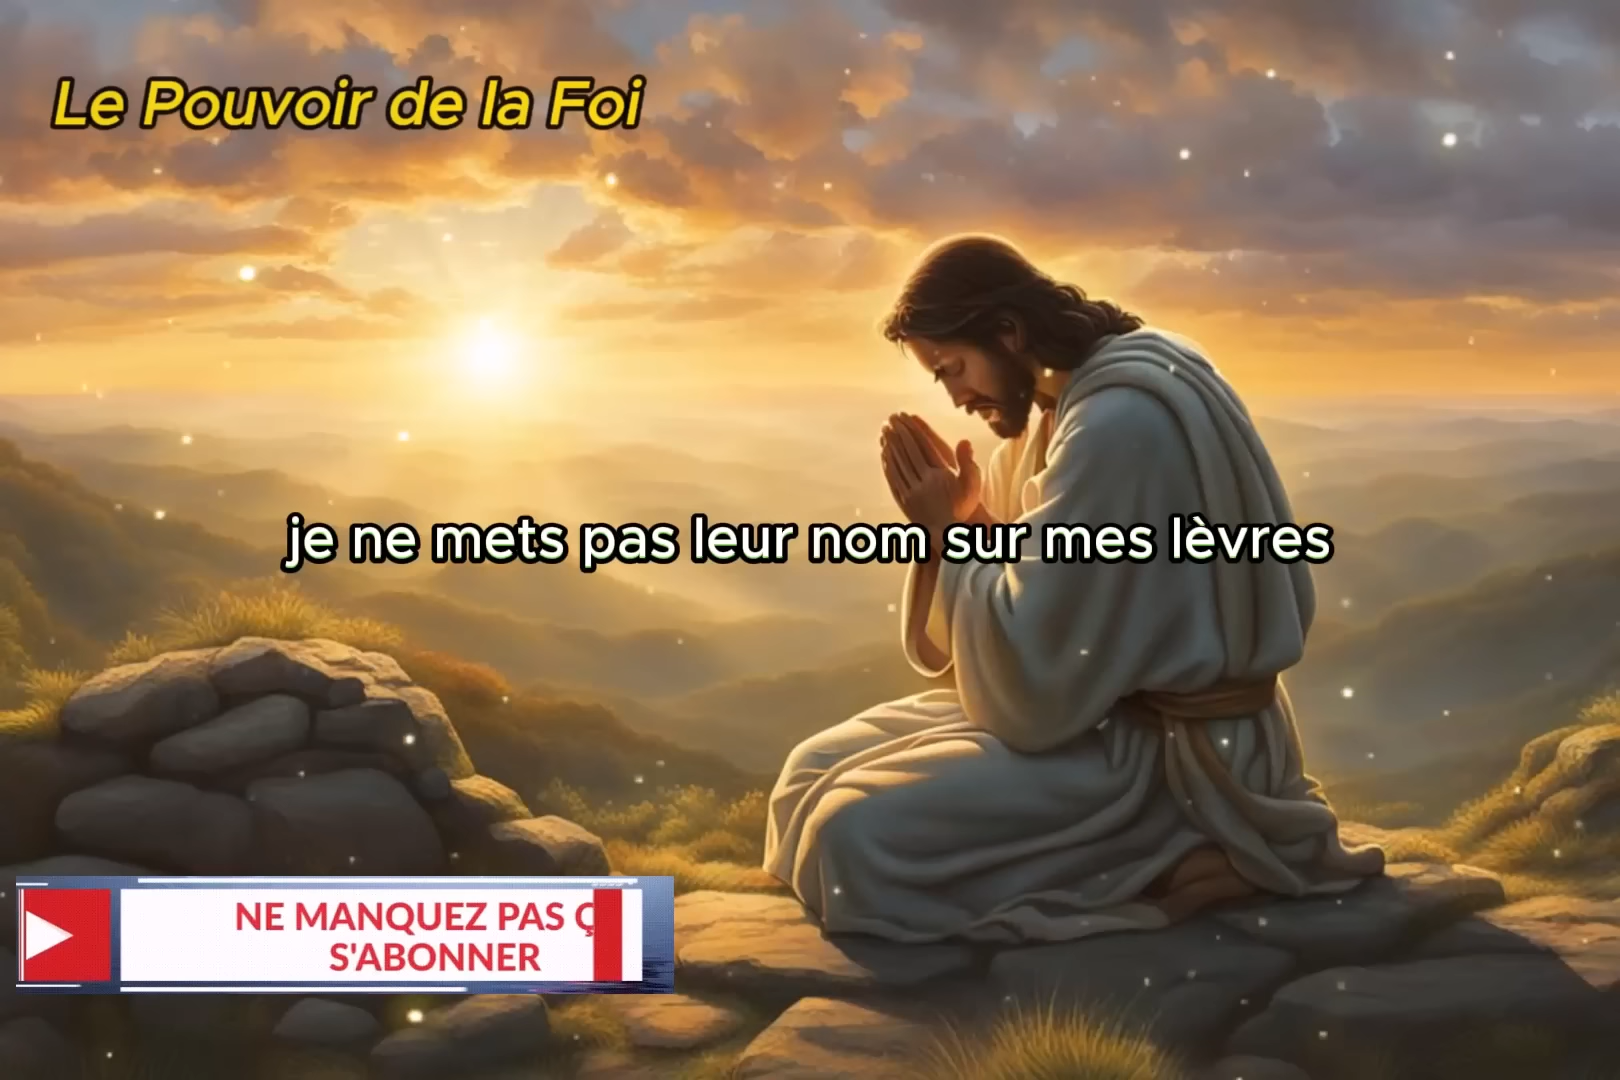 Le Pouvoir de la Foi
je ne mets pas leur nom sur mes lèvres
NE MANQUEZ PAS
S'ABONNER